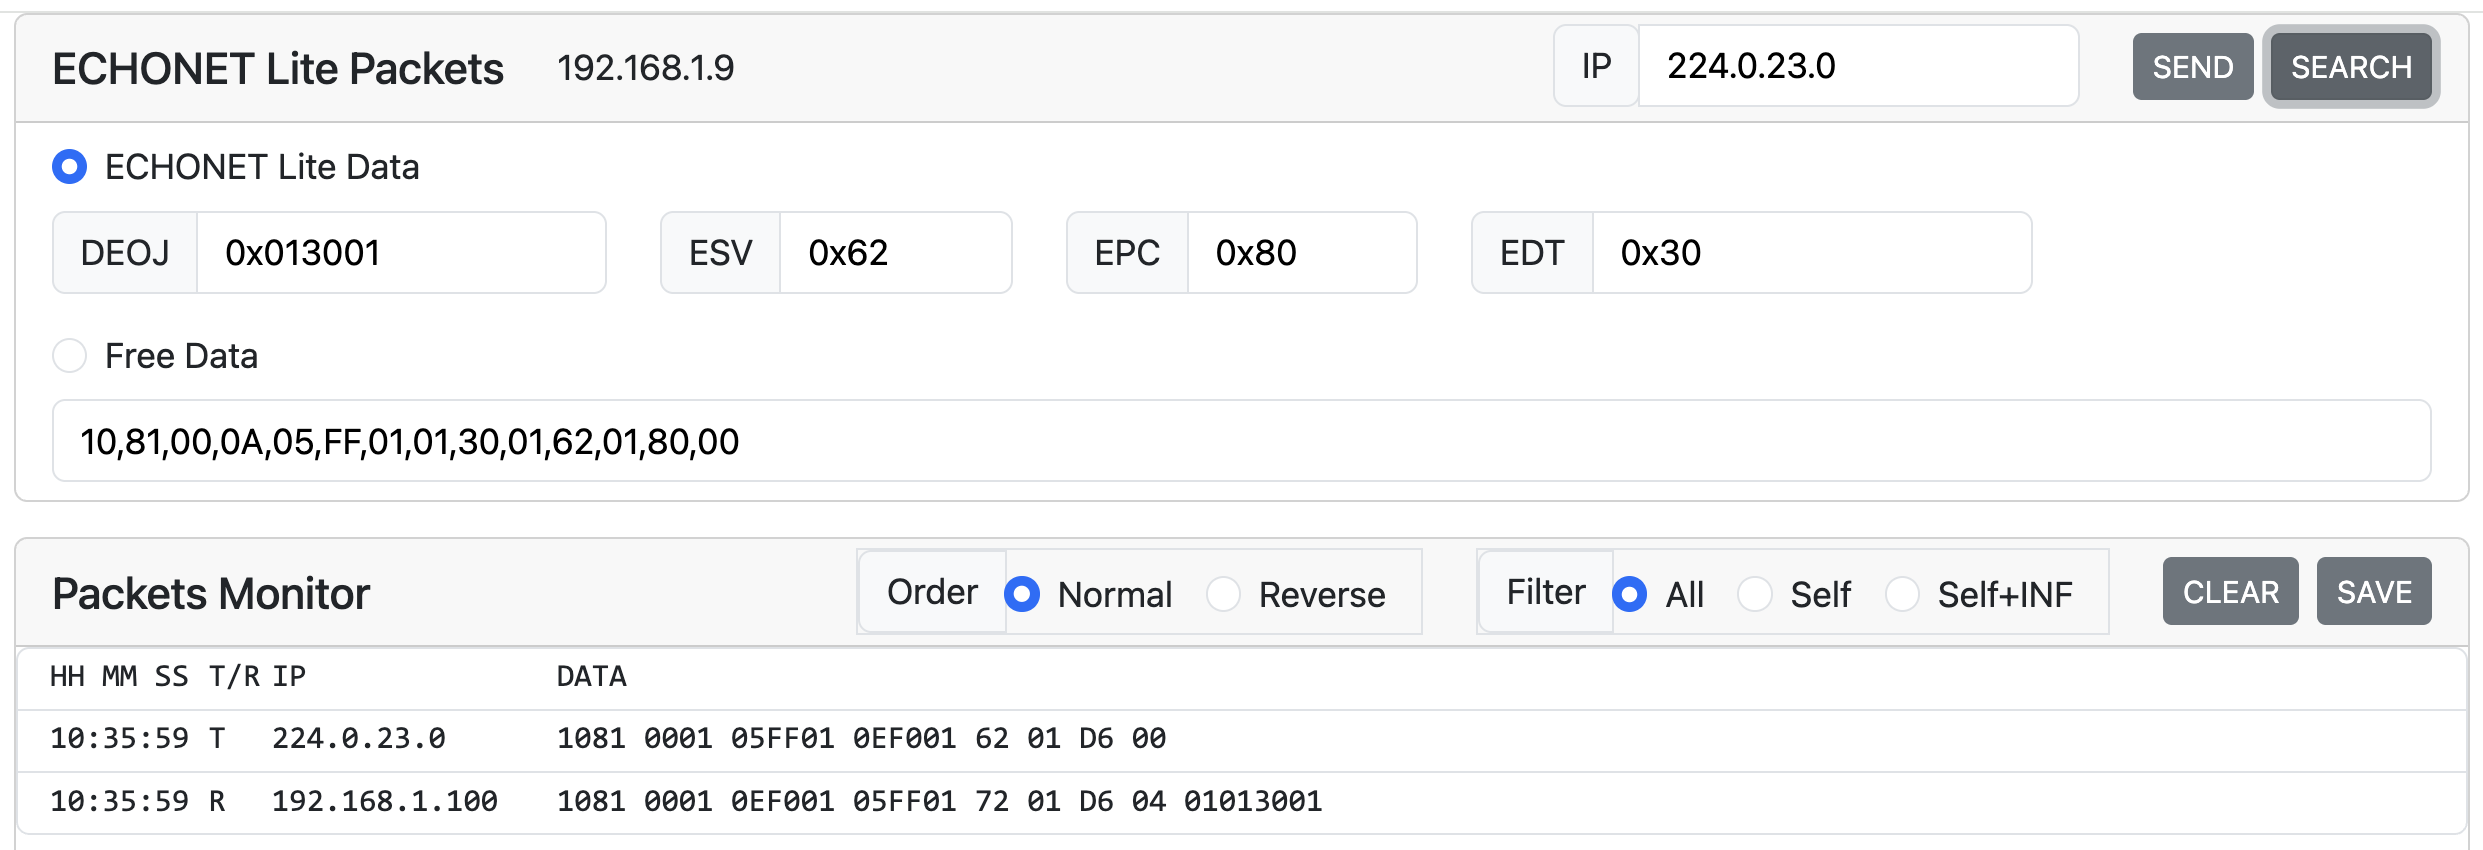 ECHONET Lite Packets 192.168.1.9 IP 224.0.23.0 SEND SEARCH
ECHONET Lite Data
DEOJ 0x013001 ESV 0x62 EPC 0x80 EDT 0x30
Free Data
10,81,00,0A,05,FF,01,01,30,01,62,01,80,00
Packets Monitor Order Normal Reverse Filter All Self Self+INF CLEAR SAVE
HH MM SS T/R IP DATA
10:35:59 T 224.0.23.0 1081 0001 05FF01 0EF001 62 01 D6 00
10:35:59 R 192.168.1.100 1081 0001 0EF001 05FF01 72 01 D6 04 01013001